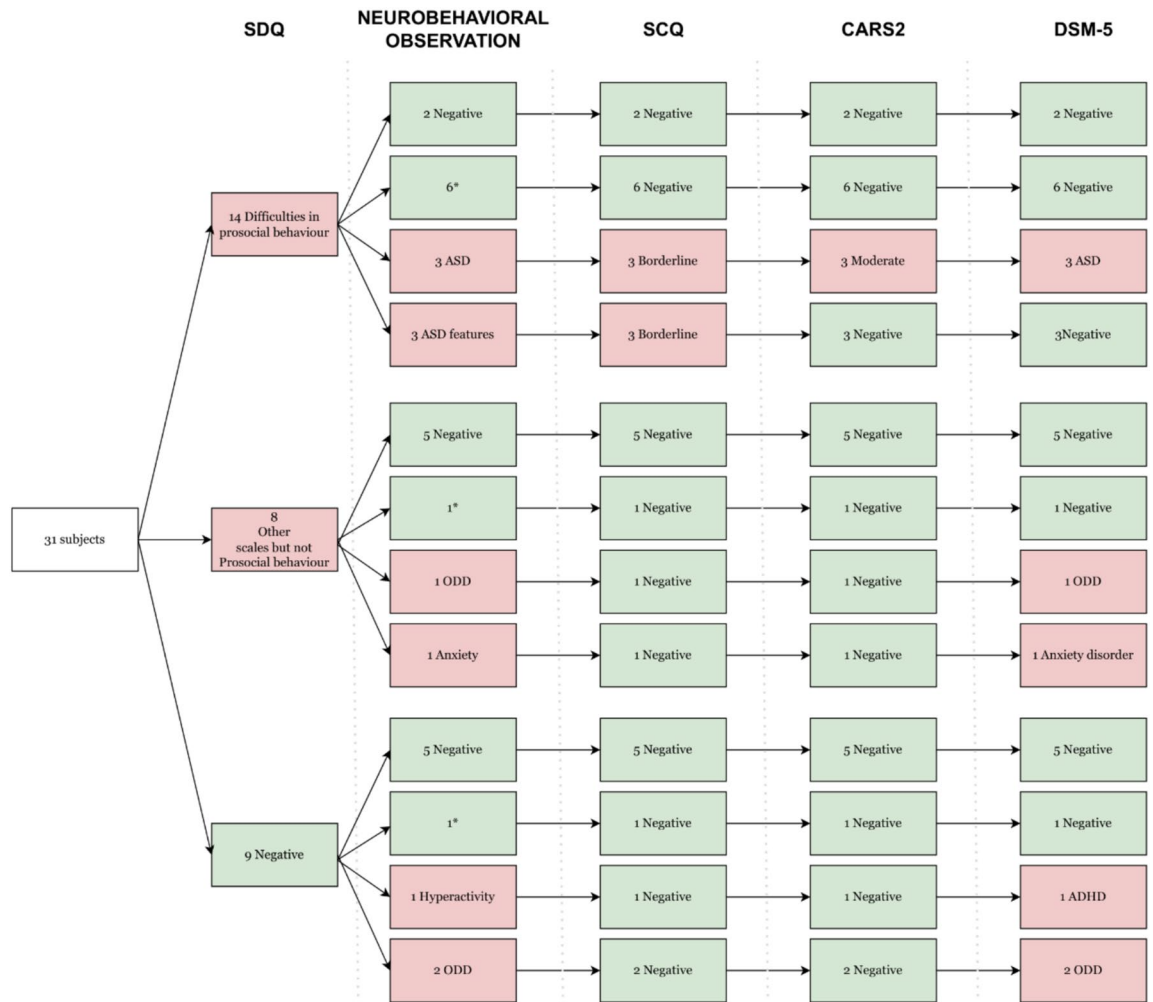 SDQ
NEUROBEHAVIORAL
OBSERVATION
SCQ
CARS2
DSM-5
31 subjects
14 Difficulties in
prosocial behaviour
2 Negative
2 Negative
2 Negative
2 Negative
6*
6 Negative
6 Negative
6 Negative
3 ASD
3 Borderline
3 Moderate
3 ASD
3 ASD features
3 Borderline
3 Negative
3Negative
8
Other
scales but not
Prosocial behaviour
5 Negative
5 Negative
5 Negative
5 Negative
1*
1 Negative
1 Negative
1 Negative
1 ODD
1 Negative
1 Negative
1 ODD
1 Anxiety
1 Negative
1 Negative
1 Anxiety disorder
9 Negative
5 Negative
5 Negative
5 Negative
5 Negative
1*
1 Negative
1 Negative
1 Negative
1 Hyperactivity
1 Negative
1 Negative
1 ADHD
2 ODD
2 Negative
2 Negative
2 ODD